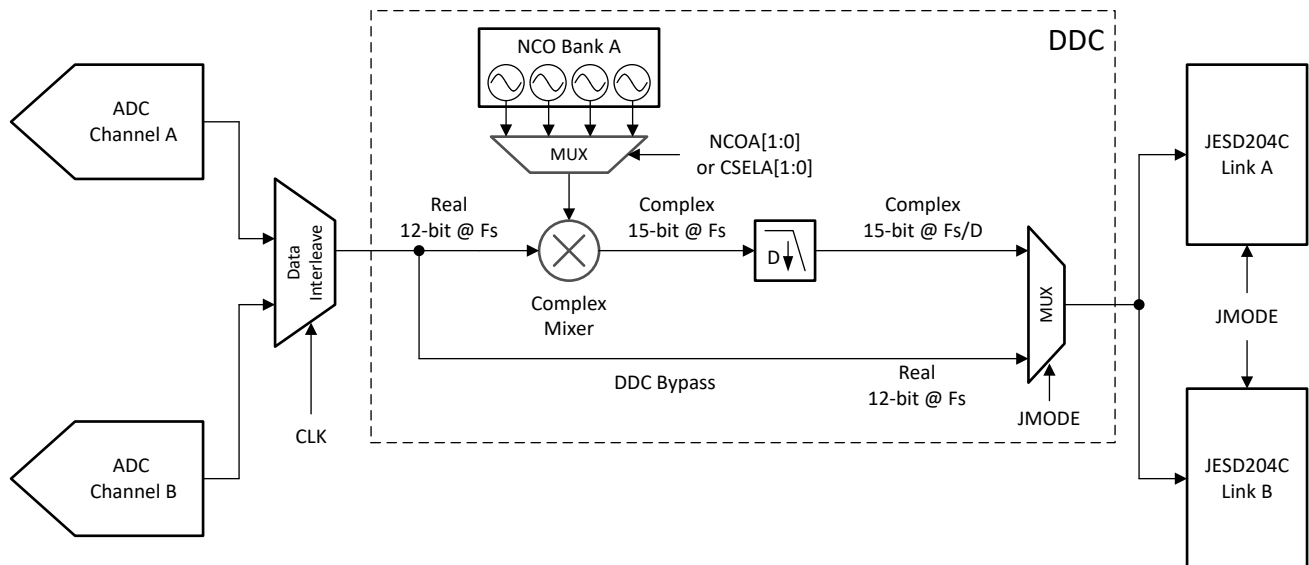 DDC
NCO Bank A
ADC
Channel A
MUX
NCOA[1:0]
or CSELA[1:0]
JESD204C
Link A
Data
Interleave
Real
12-bit @ Fs
Complex
15-bit @ Fs
D
Complex
15-bit @ Fs/D
Complex
Mixer
MUX
JMODE
DDC Bypass
Real
12-bit @ Fs
JMODE
CLK
ADC
Channel B
JESD204C
Link B